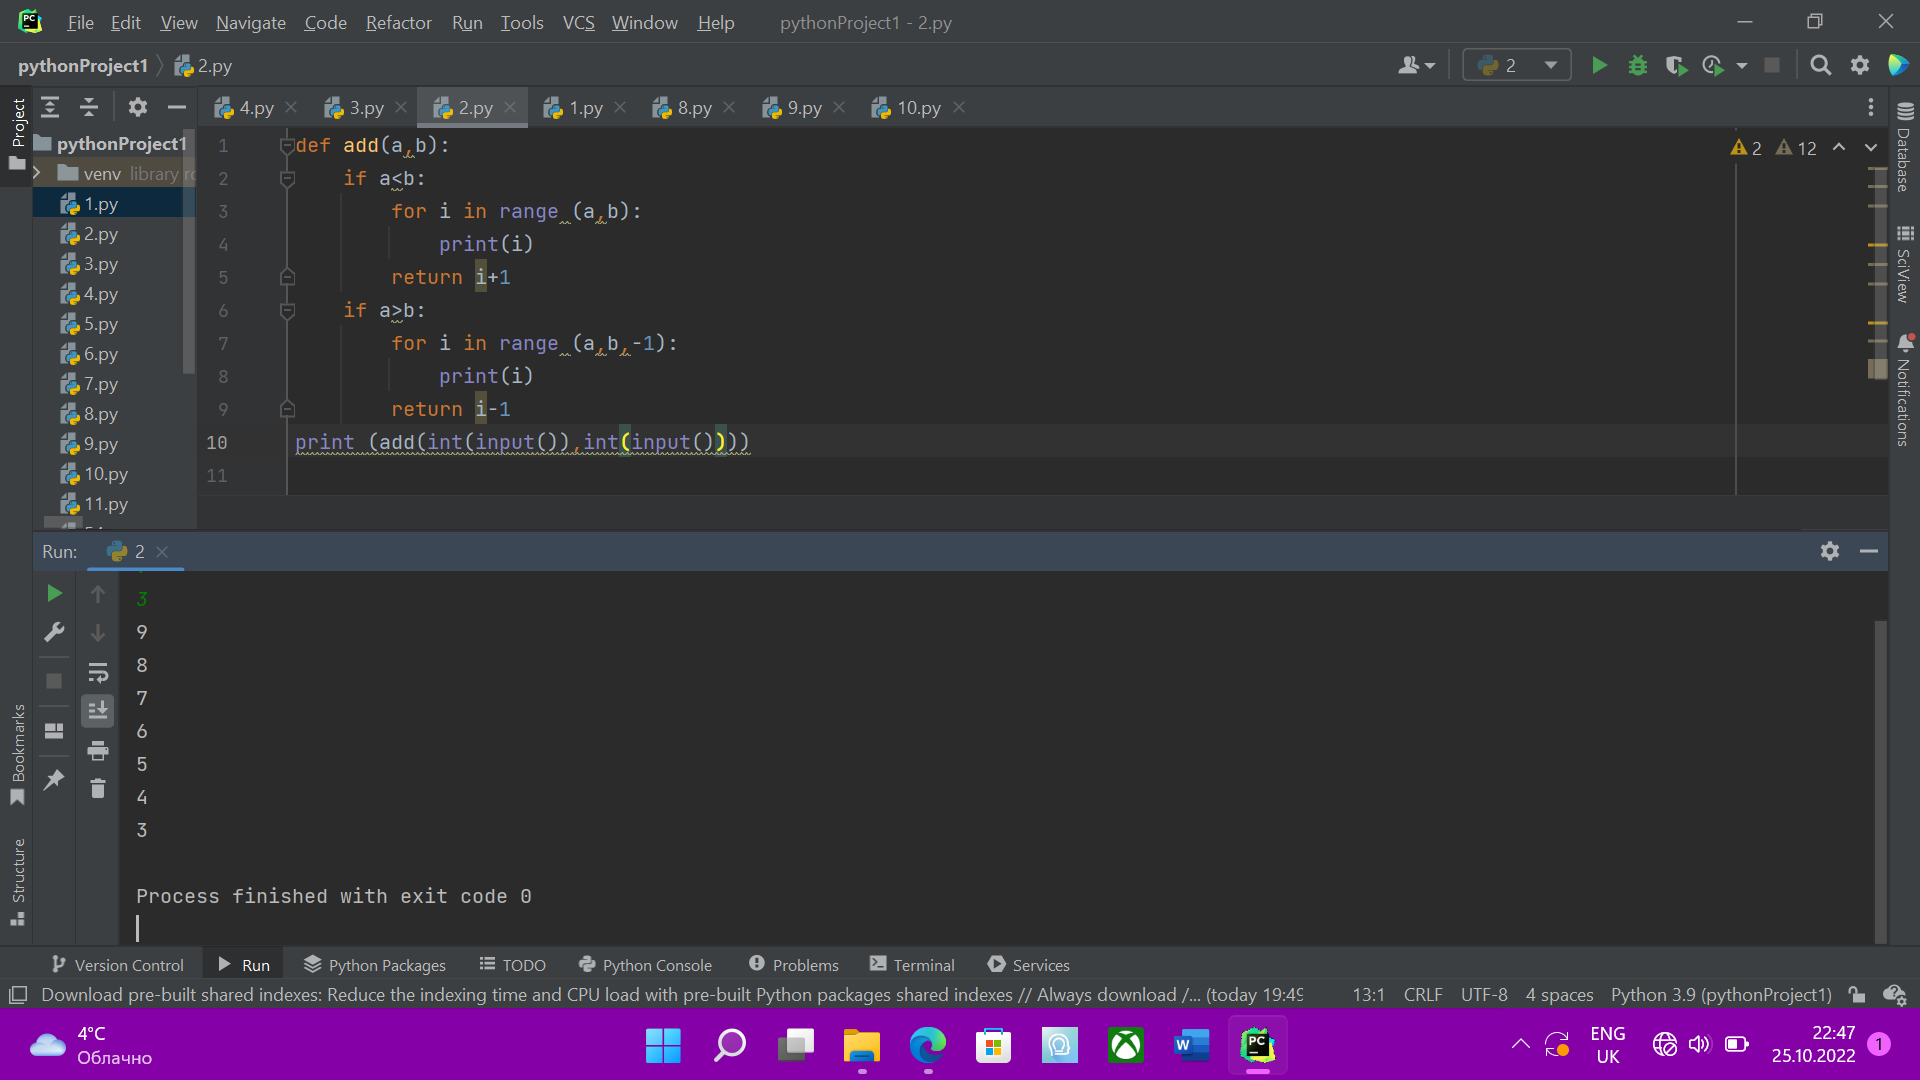 File Edit View Navigate Code Refactor Run Tools VCS Window Help pythonProject1 - 2.py
pythonProject1 2.py
2
Project
4.py 3.py 2.py 1.py 8.py 9.py 10.py
pythonProject1
venv library
1.py
2.py
3.py
4.py
5.py
6.py
7.py
8.py
9.py
10.py
11.py
1 def add(a,b):
2 if a<b:
3 for i in range (a,b):
4 print(i)
5 return i+1
6 if a>b:
7 for i in range (a,b,-1):
8 print(i)
9 return i-1
10 print (add(int(input()),int(input())))
11
2 12
Database
SciView
Notifications
Run: 2
3
9
8
7
6
5
4
3
Process finished with exit code 0
Bookmarks
Structure
Version Control Run Python Packages TODO Python Console Problems Terminal Services
Download pre-built shared indexes: Reduce the indexing time and CPU load with pre-built Python packages shared indexes // Always download /... (today 19:49 13:1 CRLF UTF-8 4 spaces Python 3.9 (pythonProject1)
4°C
Облачно
PC
W
PC
ENG
UK
22:47
25.10.2022
1